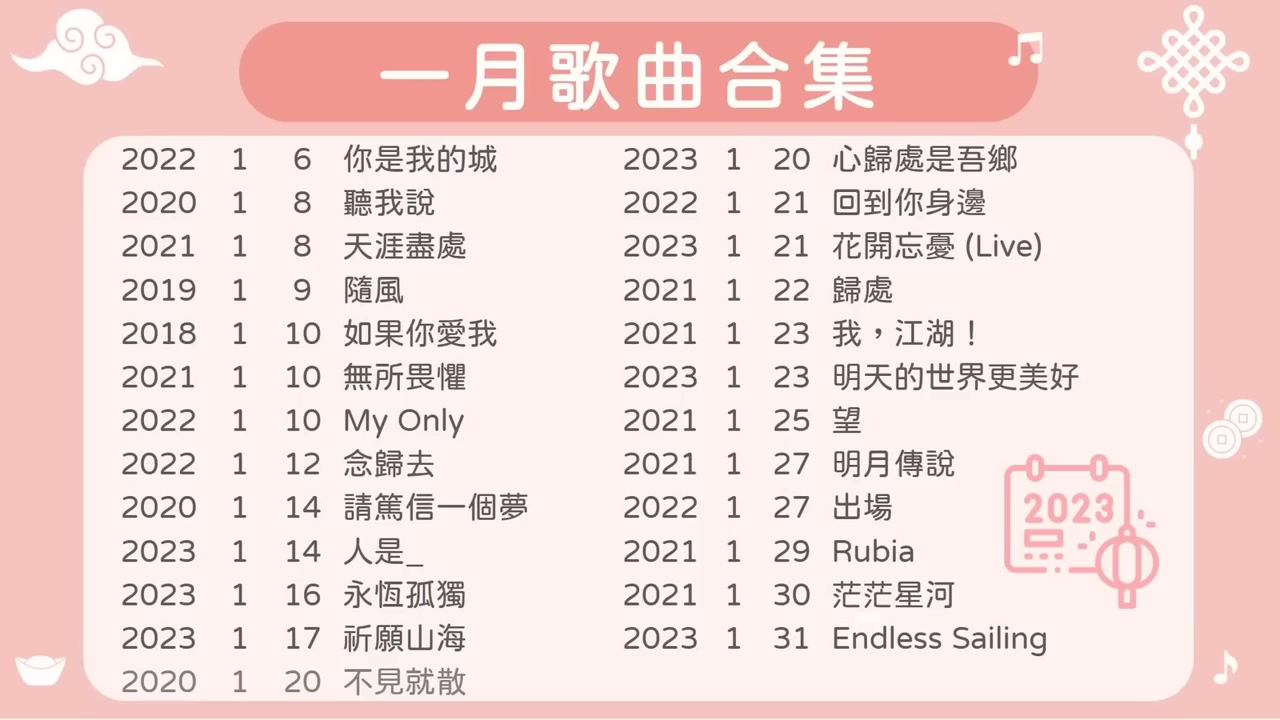 一月歌曲合集
2022 1 6 你是我的城
2020 1 8 聽我說
2021 1 8 天涯盡處
2019 1 9 隨風
2018 1 10 如果你愛我
2021 1 10 無所畏懼
2022 1 10 My Only
2022 1 12 念歸去
2020 1 14 請篤信一個夢
2023 1 14 人是_
2023 1 16 永恆孤獨
2023 1 17 祈願山海
2020 1 20 不見就散
2023 1 20 心歸處是吾鄉
2022 1 21 回到你身邊
2023 1 21 花開忘憂 (Live)
2021 1 22 歸處
2021 1 23 我，江湖！
2023 1 23 明天的世界更美好
2021 1 25 望
2021 1 27 明月傳說
2022 1 27 出場
2021 1 29 Rubia
2021 1 30 茫茫星河
2023 1 31 Endless Sailing
2023